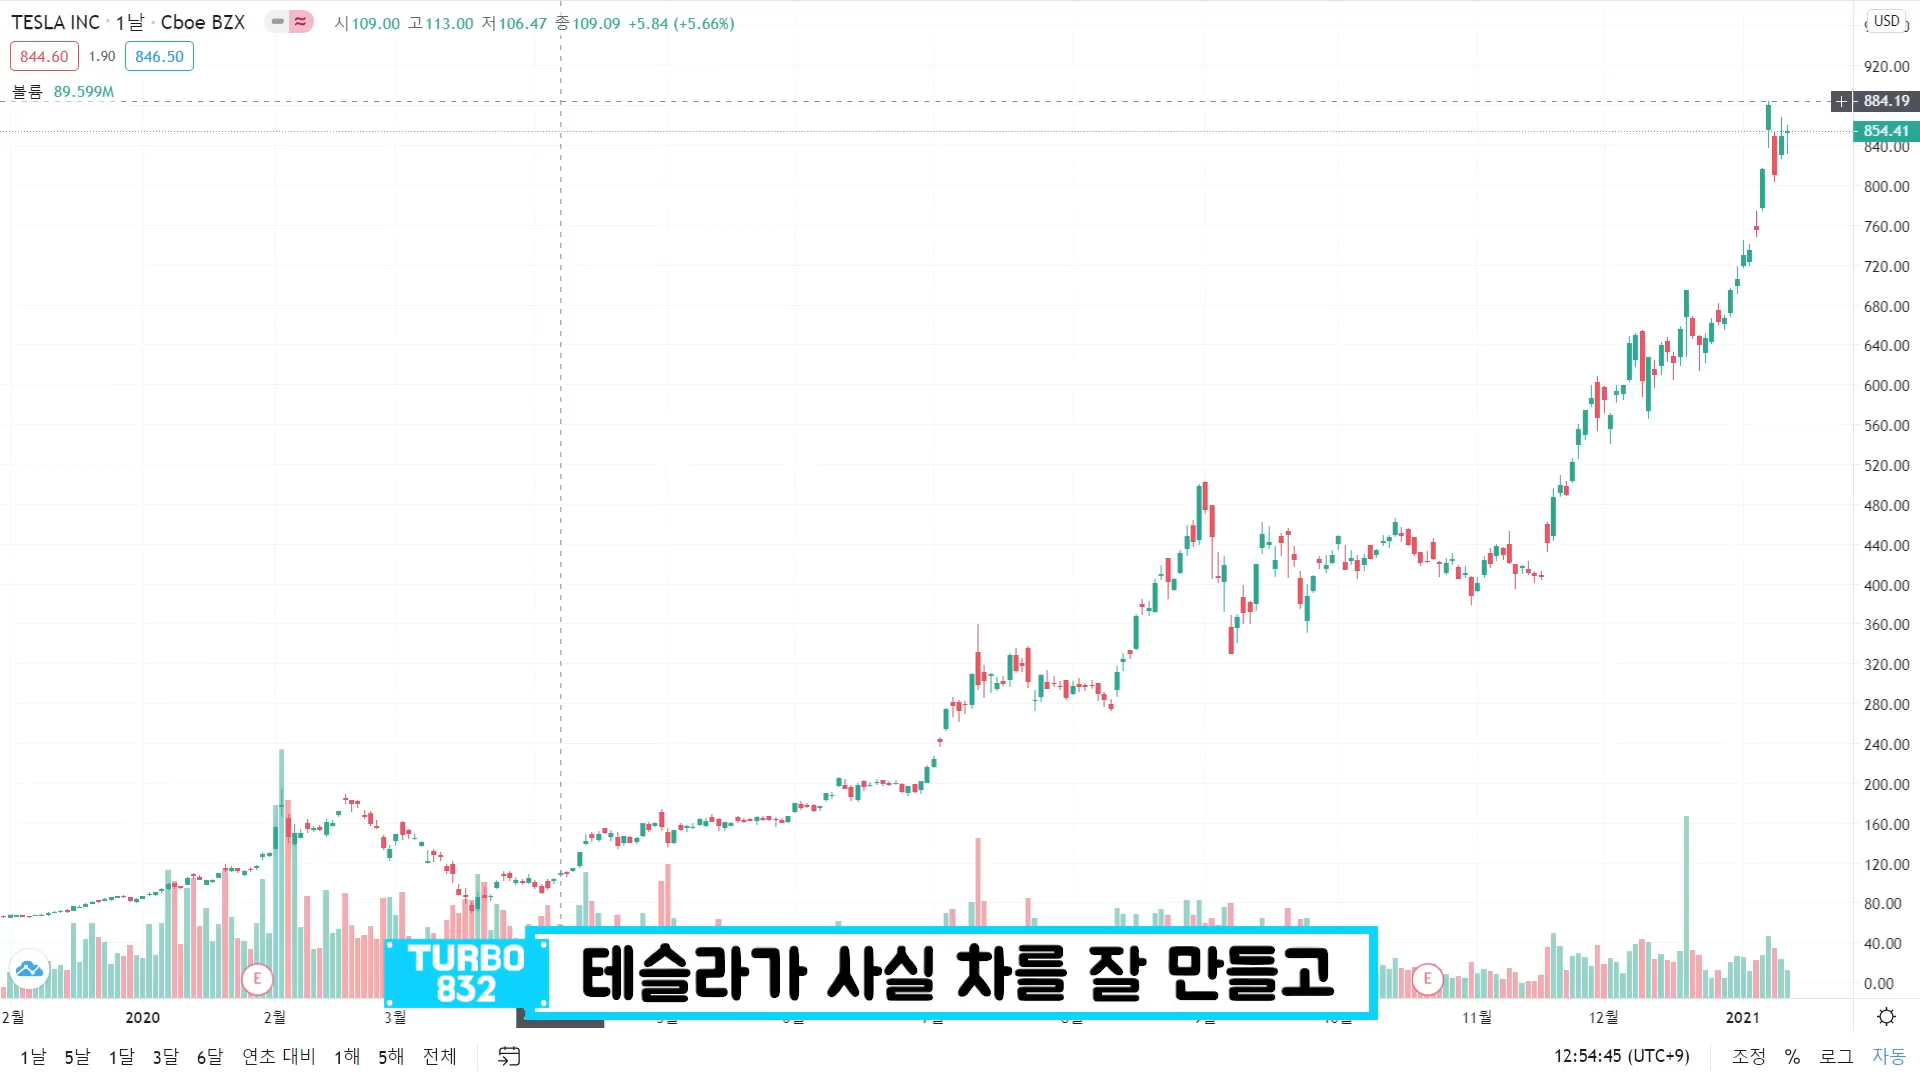 TESLA INC · 1날 · Cboe BZX
시109.00 고113.00 저106.47 종109.09 +5.84 (+5.66%)
USD
844.60 1.90 846.50
볼륨 89.599M
920.00
884.19
854.41
840.00
800.00
760.00
720.00
680.00
640.00
600.00
560.00
520.00
480.00
440.00
400.00
360.00
320.00
280.00
240.00
200.00
160.00
120.00
80.00
40.00
0.00
E
E
TURBO
832
테슬라가 사실 차를 잘 만들고
2월 2020 2월 3월 11월 12월 2021
1날 5날 1달 3달 6달 연초 대비 1해 5해 전체
12:54:45 (UTC+9) 조정 % 로그 자동